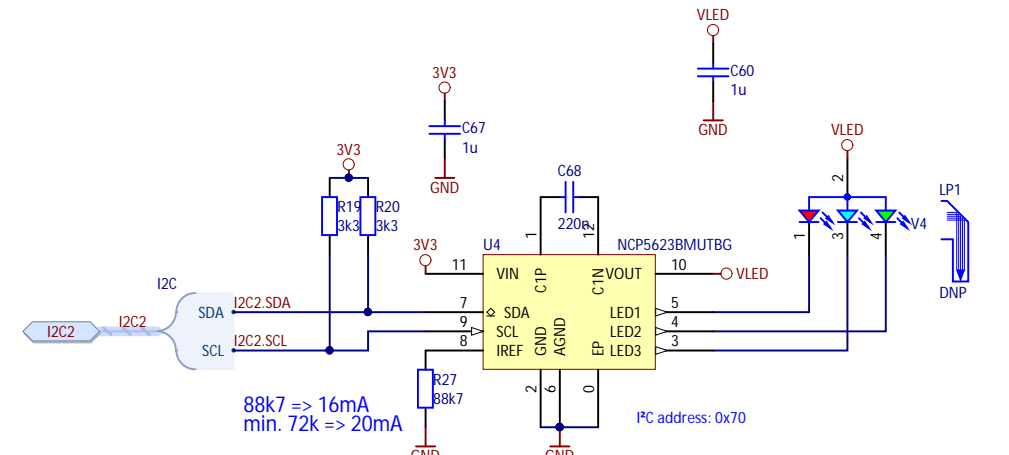 VLED
C60
1u
GND
3V3
C67
1u
GND
3V3
R19
3k3
R20
3k3
C68
220n
1
12
U4
NCP5623BMUTBG
3V3
11
VIN
C1P
C1N
VOUT
10
VLED
I2C
SDA
I2C2.SDA
7
SDA
LED1
5
I2C2
I2C2
SCL
I2C2.SCL
9
SCL
LED2
4
8
IREF
GND
AGND
EP
LED3
3
2
6
0
R27
88k7
GND
GND
88k7 => 16mA
min. 72k => 20mA
I²C address: 0x70
VLED
2
V4
1
3
4
LP1
DNP